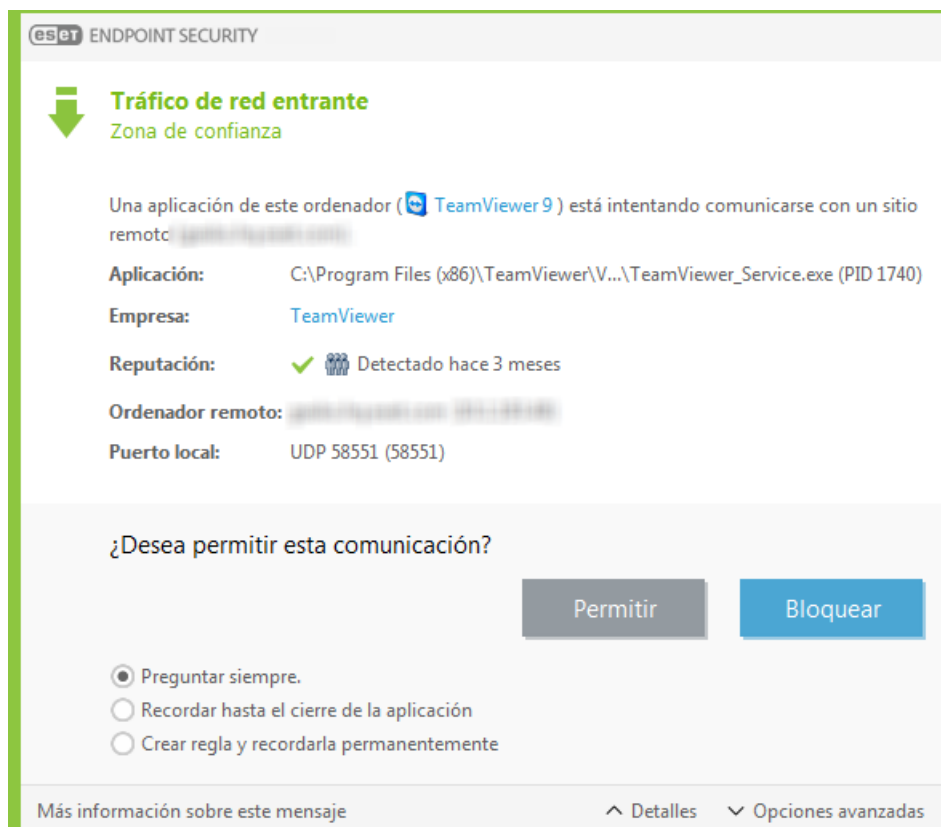 eset ENDPOINT SECURITY
Tráfico de red entrante
Zona de confianza
Una aplicación de este ordenador ( TeamViewer 9 ) está intentando comunicarse con un sitio
remoto
Aplicación: C:\Program Files (x86)\TeamViewer\V...\TeamViewer_Service.exe (PID 1740)
Empresa: TeamViewer
Reputación: Detectado hace 3 meses
Ordenador remoto:
Puerto local: UDP 58551 (58551)
¿Desea permitir esta comunicación?
Permitir Bloquear
Preguntar siempre.
Recordar hasta el cierre de la aplicación
Crear regla y recordarla permanentemente
Más información sobre este mensaje Detalles Opciones avanzadas